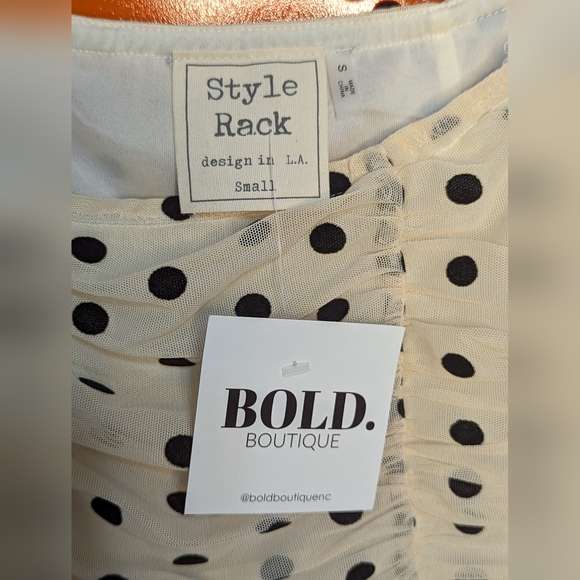 Style
Rack
design in L.A.
Small
S
MADE
IN
CHINA
BOLD.
BOUTIQUE
@boldboutiquenc